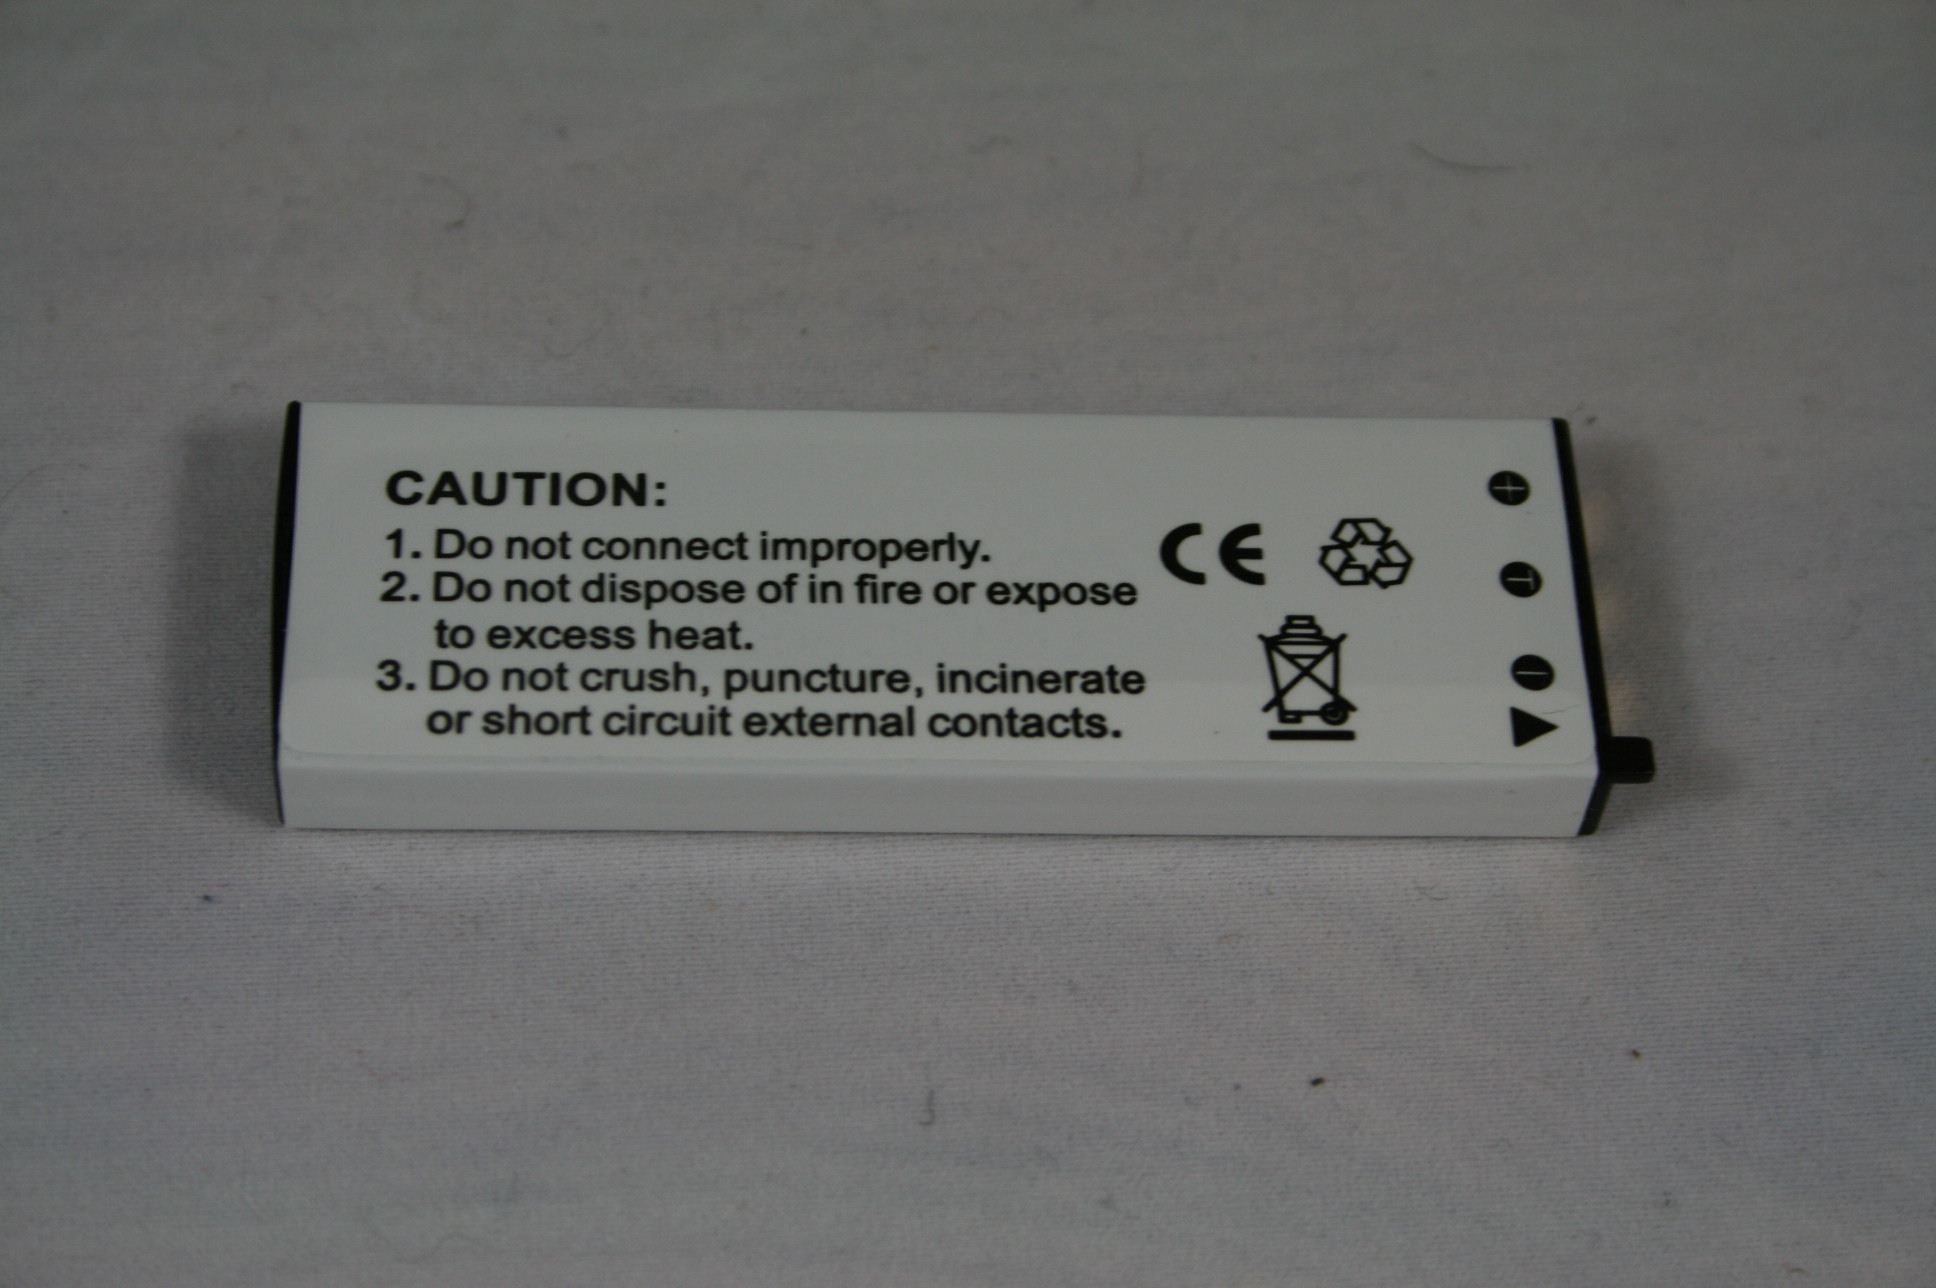 CAUTION:
1. Do not connect improperly.
2. Do not dispose of in fire or expose
to excess heat.
3. Do not crush, puncture, incinerate
or short circuit external contacts.
CE
+
T
-